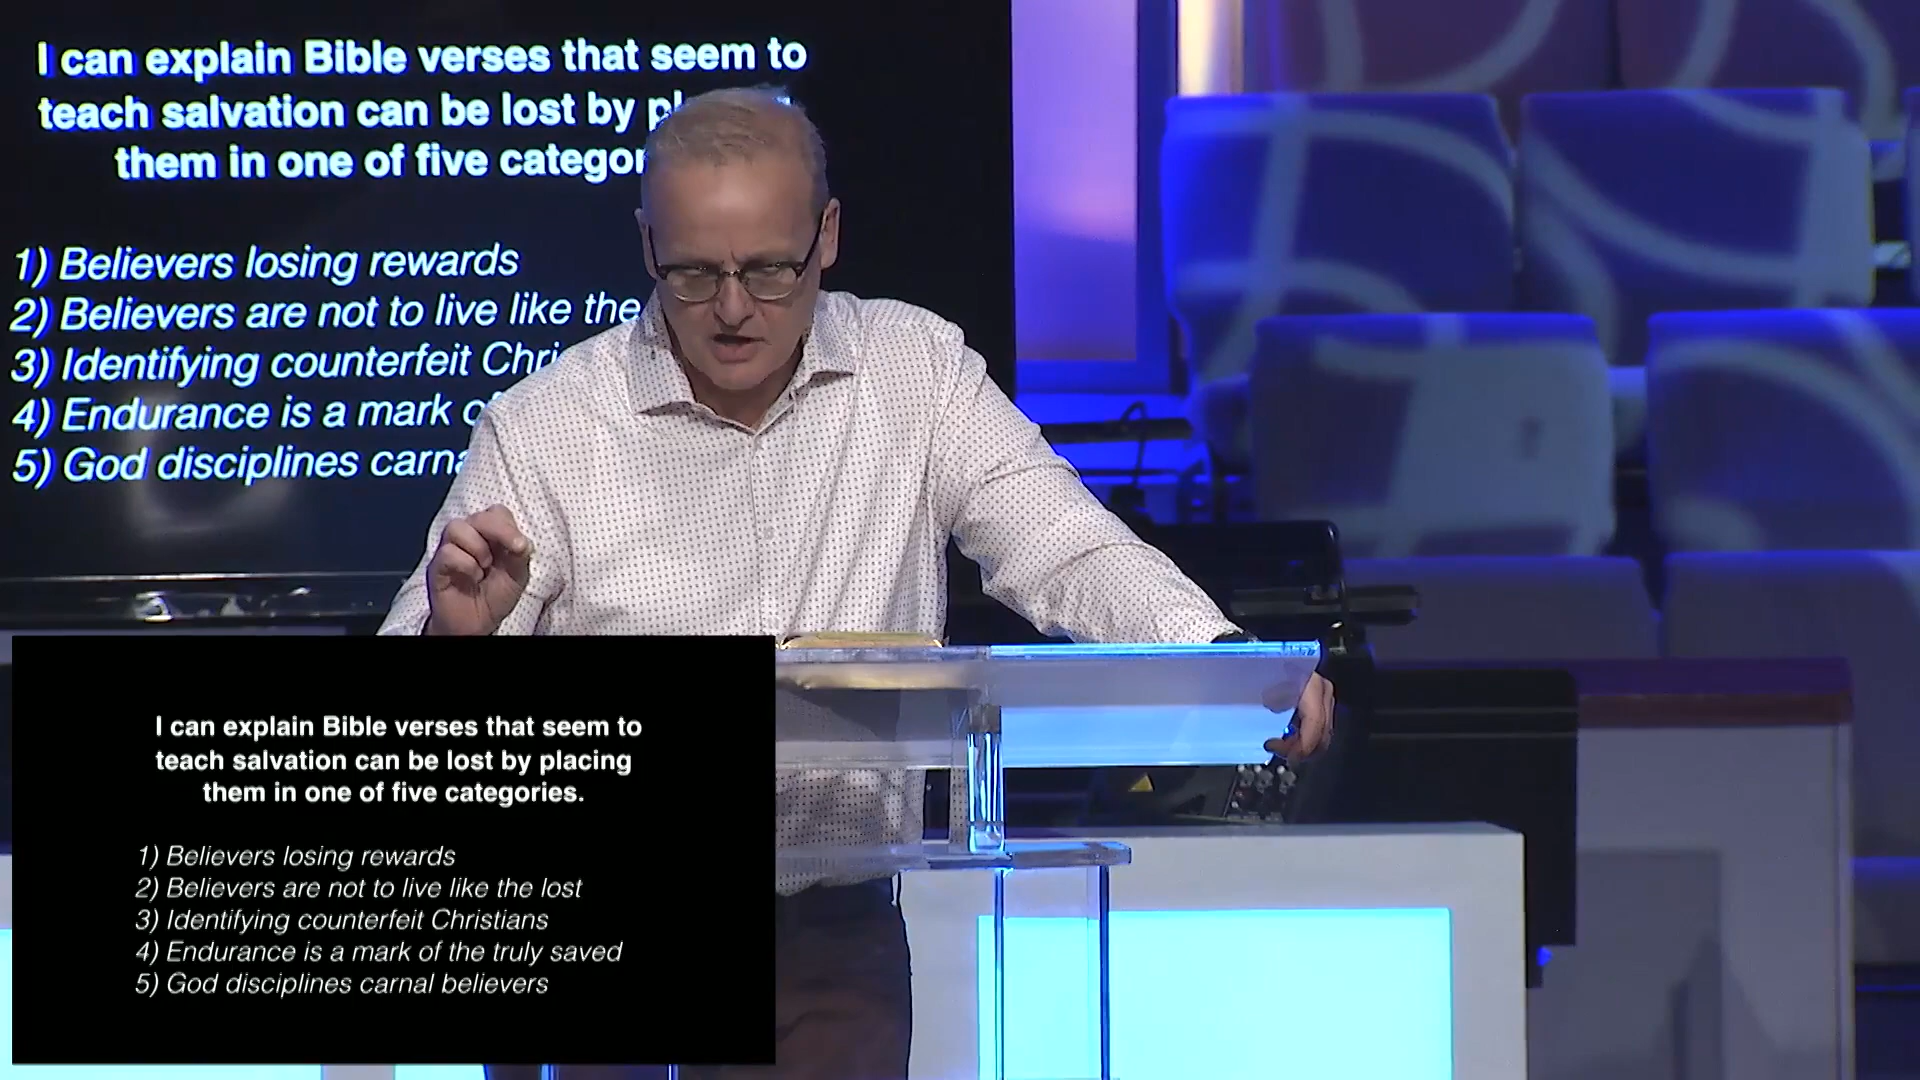 I can explain Bible verses that seem to
teach salvation can be lost by
them in one of five
1) Believers losing rewards
2) Believers are not to live like the
3) Identifying counterfeit
4) Endurance is a mark
5) God disciplines
I can explain Bible verses that seem to
teach salvation can be lost by placing
them in one of five categories.
1) Believers losing rewards
2) Believers are not to live like the lost
3) Identifying counterfeit Christians
4) Endurance is a mark of the truly saved
5) God disciplines carnal believers